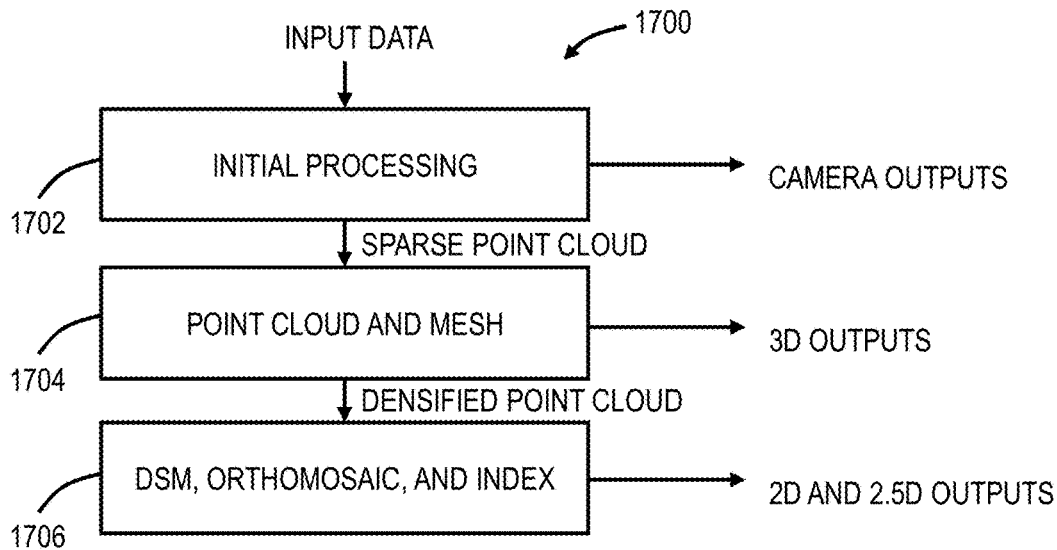 1700
INPUT DATA
INITIAL PROCESSING
CAMERA OUTPUTS
1702
SPARSE POINT CLOUD
POINT CLOUD AND MESH
3D OUTPUTS
1704
DENSIFIED POINT CLOUD
DSM, ORTHOMOSAIC, AND INDEX
2D AND 2.5D OUTPUTS
1706